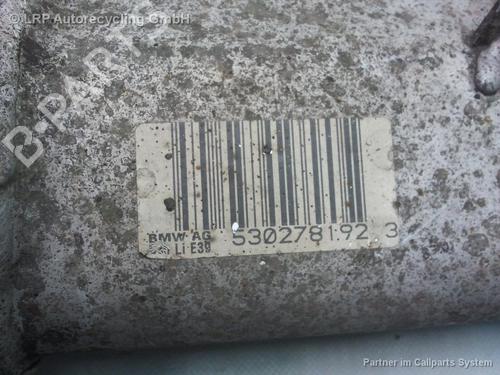 © LRP Autorecycling GmbH
B-PARTS
BMW AG 530278192 3
Li E39
Partner im Callparts System